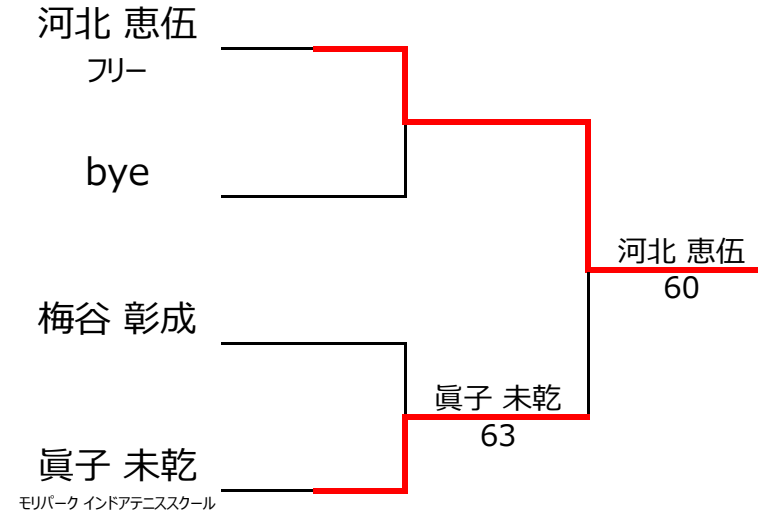 河北 恵伍
フリー
bye
河北 恵伍
60
梅谷 彰成
眞子 未乾
63
眞子 未乾
モリパーク インドアテニススクール